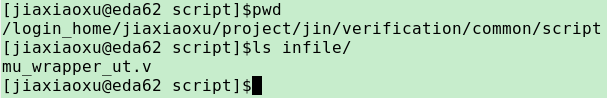 [jiaxiaoxu@eda62 script]$pwd
/login_home/jiaxiaoxu/project/jin/verification/common/script
[jiaxiaoxu@eda62 script]$ls infile/
mu_wrapper_ut.v
[jiaxiaoxu@eda62 script]$